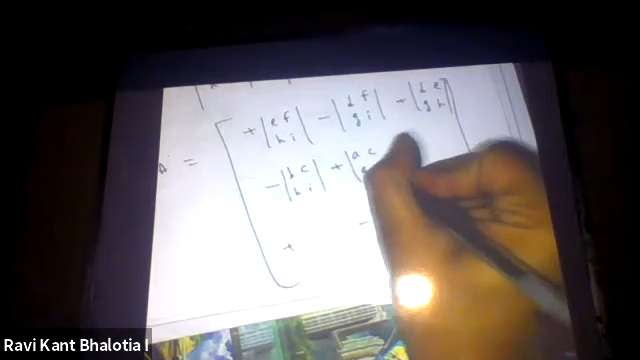 A = + | e f | - | d f | + | d e |
h i g i g h
- | b c | + | a c
h i g
+ -
Ravi Kant Bhalotia I